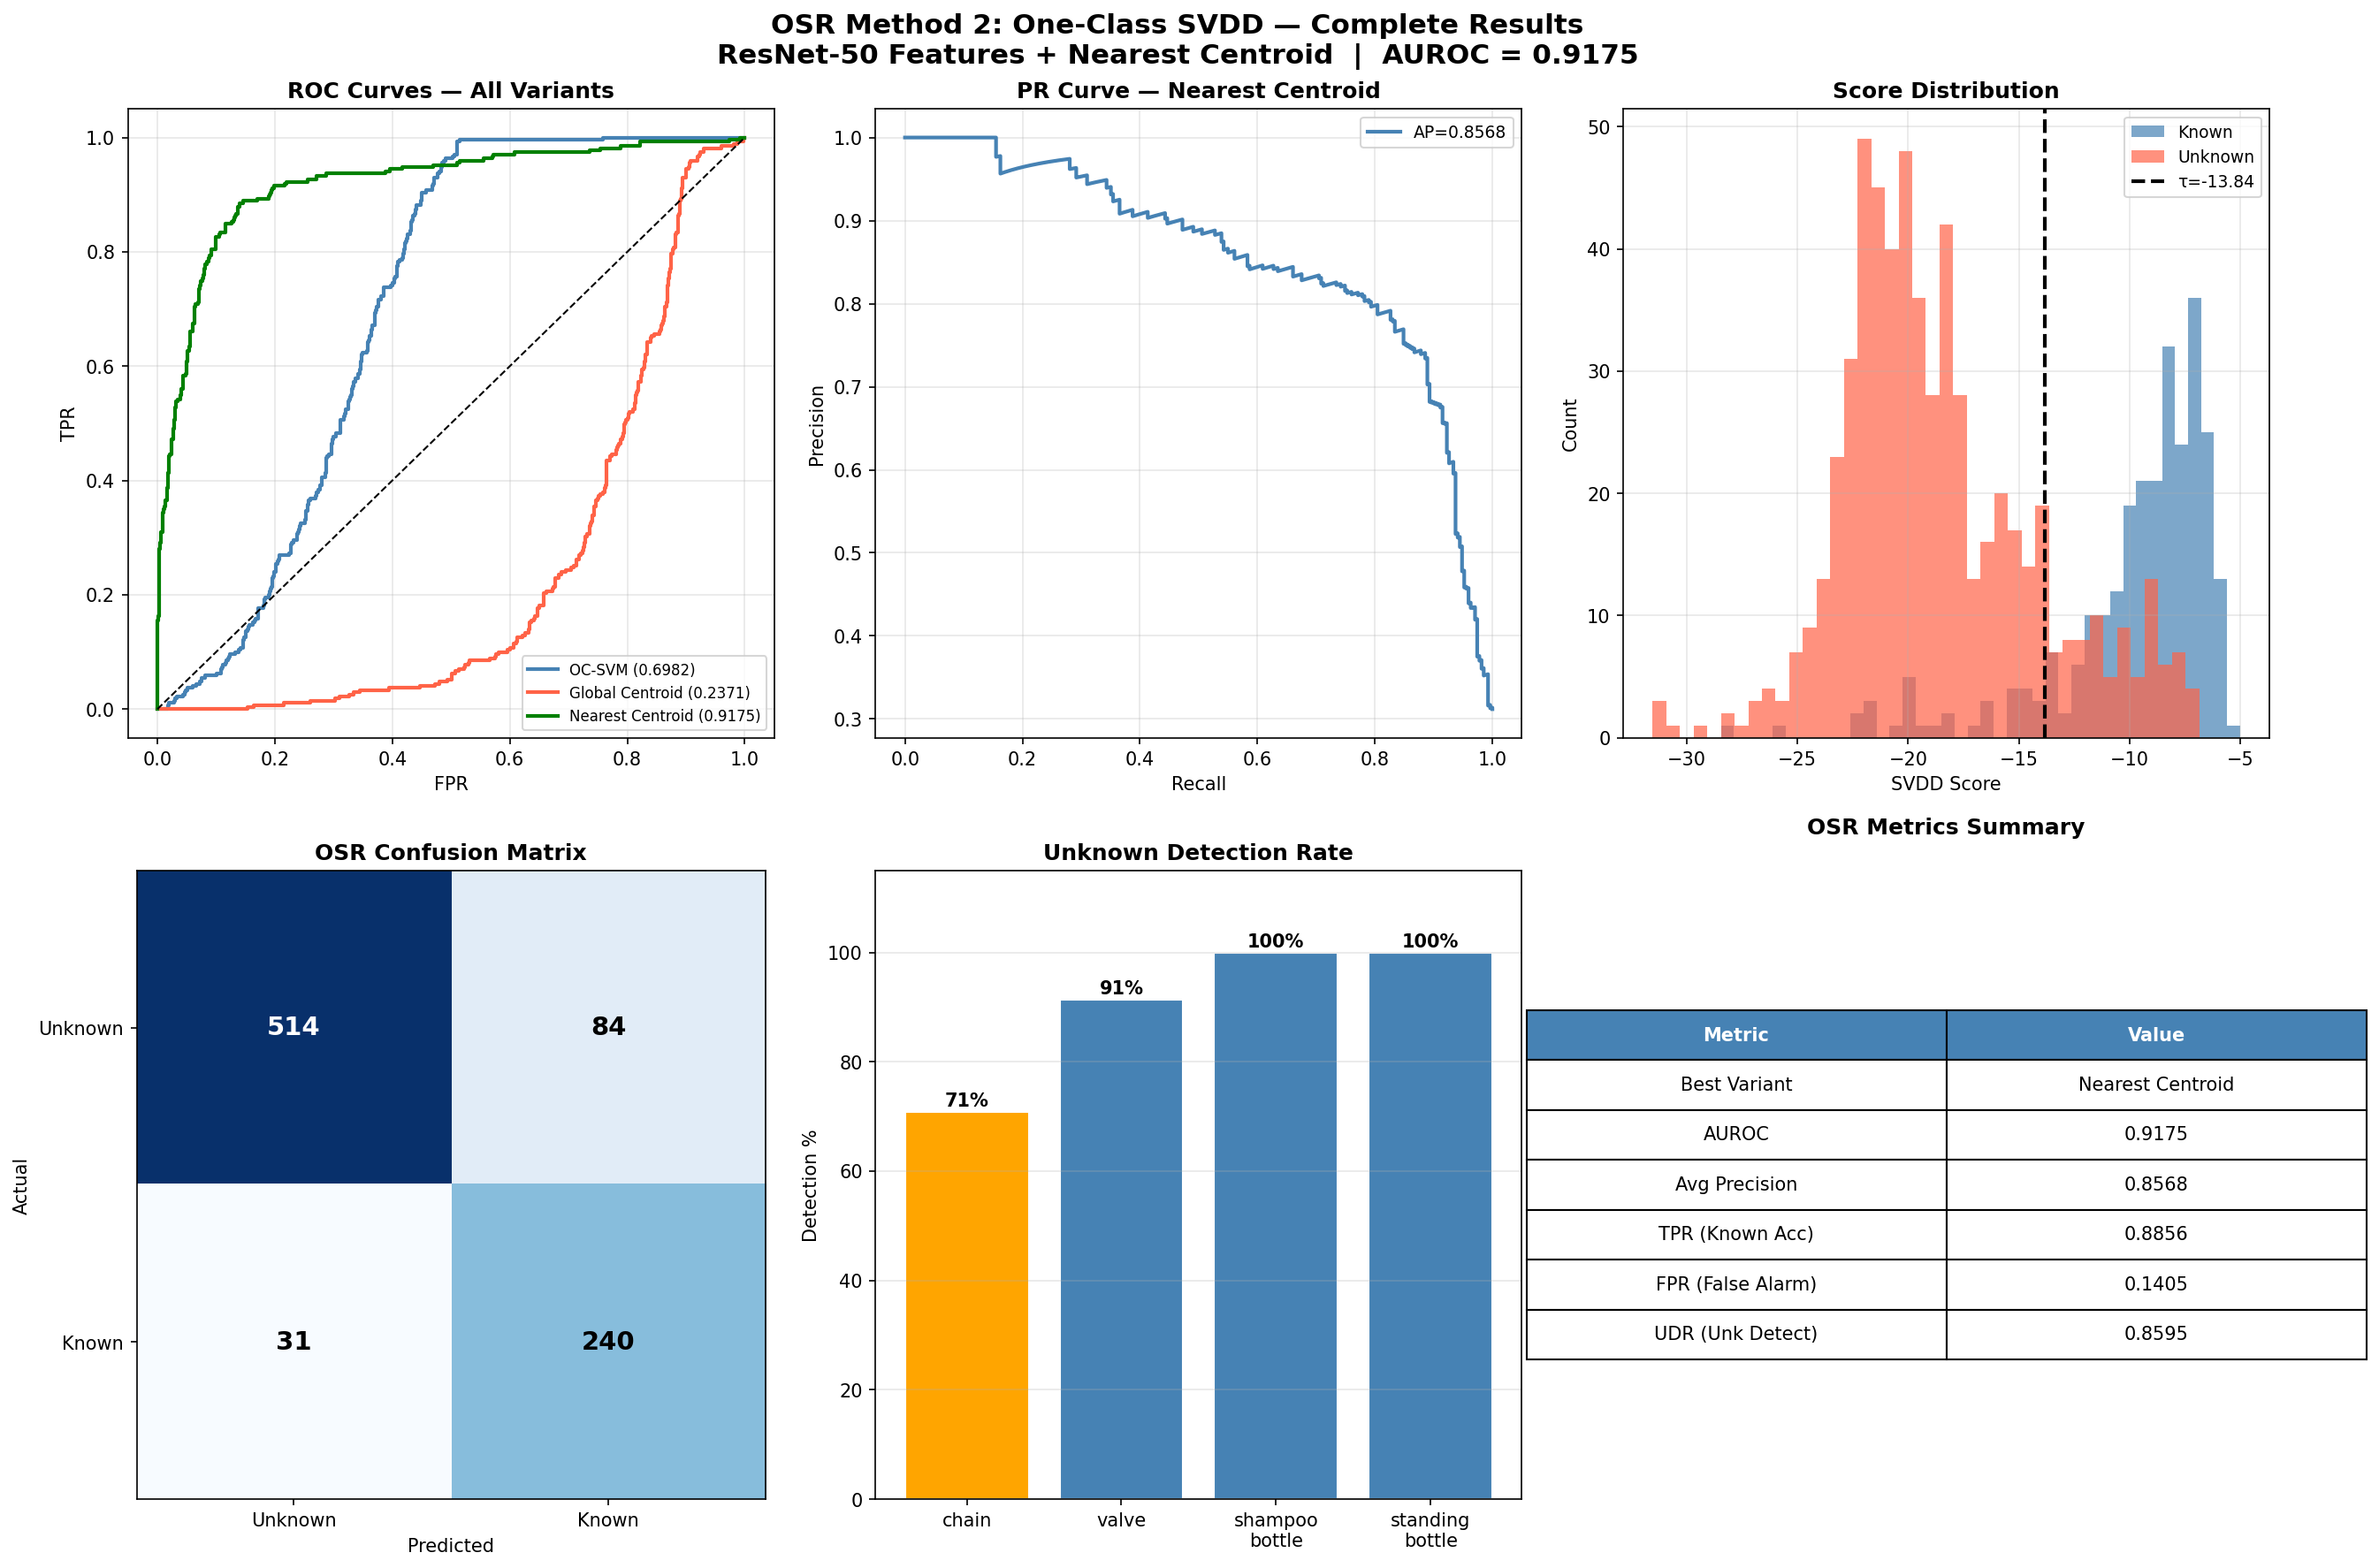 OSR Method 2: One-Class SVDD — Complete Results
ResNet-50 Features + Nearest Centroid | AUROC = 0.9175
ROC Curves — All Variants
1.0
0.8
0.6
0.4
0.2
0.0
TPR
0.0 0.2 0.4 0.6 0.8 1.0
FPR
OC-SVM (0.6982)
Global Centroid (0.2371)
Nearest Centroid (0.9175)
PR Curve — Nearest Centroid
AP=0.8568
1.0
0.9
0.8
0.7
0.6
0.5
0.4
0.3
Precision
0.0 0.2 0.4 0.6 0.8 1.0
Recall
Score Distribution
Known
Unknown
τ=-13.84
50
40
30
20
10
0
Count
−30 −25 −20 −15 −10 −5
SVDD Score
OSR Confusion Matrix
Actual
Unknown 514 84
Known 31 240
Unknown Known
Predicted
Unknown Detection Rate
100
80
60
40
20
0
Detection %
71% 91% 100% 100%
chain valve shampoo standing
bottle bottle
OSR Metrics Summary
Metric Value
Best Variant Nearest Centroid
AUROC 0.9175
Avg Precision 0.8568
TPR (Known Acc) 0.8856
FPR (False Alarm) 0.1405
UDR (Unk Detect) 0.8595